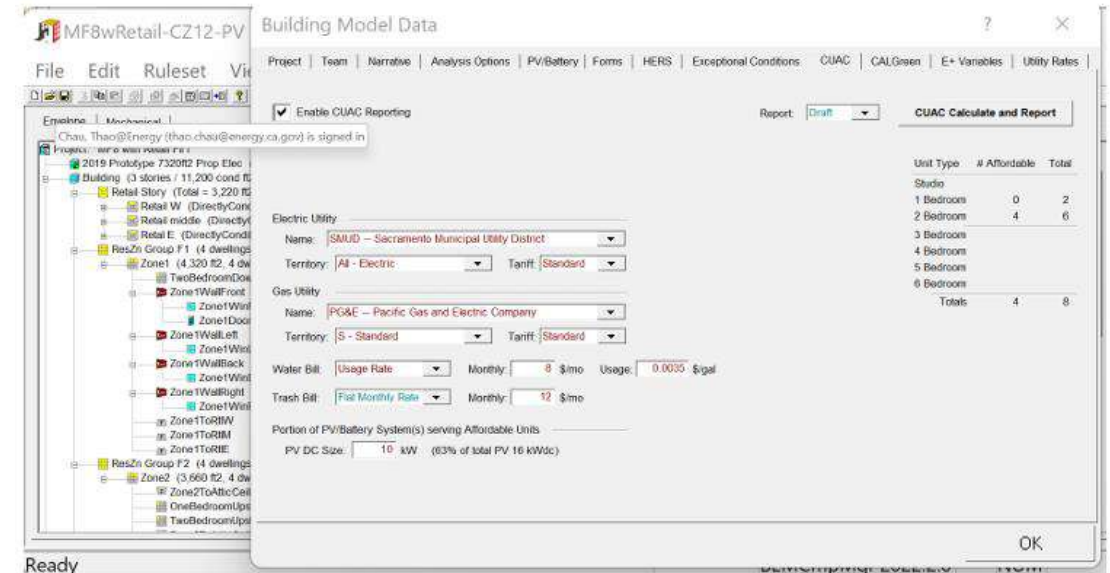 MF8wRetail-CZ12-PV
File Edit Ruleset Vi
Envelope Mechanical
Chau, Thao@Energy (thao.chau@energy.ca.gov) is signed in
2019 Prototype 7320ft2 Prop Elec
Building (3 stories / 11,200 cond ft
Retail Story (Total = 3,220 ft2
Retail W (DirectlyCond
Retail middle (Directly
Retail E (DirectlyCondi
ResZn Group F1 (4 dwellings
Zone1 (4,320 ft2, 4 dw
TwoBedroomDow
Zone1WallFront
Zone1Win
Zone1Door
Zone1WallLeft
Zone1Win
Zone1WallBack
Zone1Win
Zone1WallRight
Zone1Win
Zone1ToRtlW
Zone1ToRtlM
Zone1ToRtlE
ResZn Group F2 (4 dwellings
Zone2 (3,660 ft2, 4 dw
Zone2ToAtticCeil
OneBedroomUps
TwoBedroomUps
Ready
Building Model Data ? ×
Project | Team | Narrative | Analysis Options | PV/Battery | Forms | HERS | Exceptional Conditions CUAC | CALGreen | E+ Variables | Utility Rates |
Enable CUAC Reporting Report: Draft CUAC Calculate and Report
Unit Type # Affordable Total
Studio
1 Bedroom 0 2
2 Bedroom 4 6
3 Bedroom
4 Bedroom
5 Bedroom
6 Bedroom
Totals 4 8
Electric Utility
Name: SMUD – Sacramento Municipal Utility District
Territory: All - Electric Tariff: Standard
Gas Utility
Name: PG&E – Pacific Gas and Electric Company
Territory: S - Standard Tariff: Standard
Water Bill: Usage Rate Monthly: 8 $/mo Usage: 0.0035 $/gal
Trash Bill: Flat Monthly Rate Monthly: 12 $/mo
Portion of PV/Battery System(s) serving Affordable Units
PV DC Size: 10 kW (63% of total PV 16 kWdc)
OK